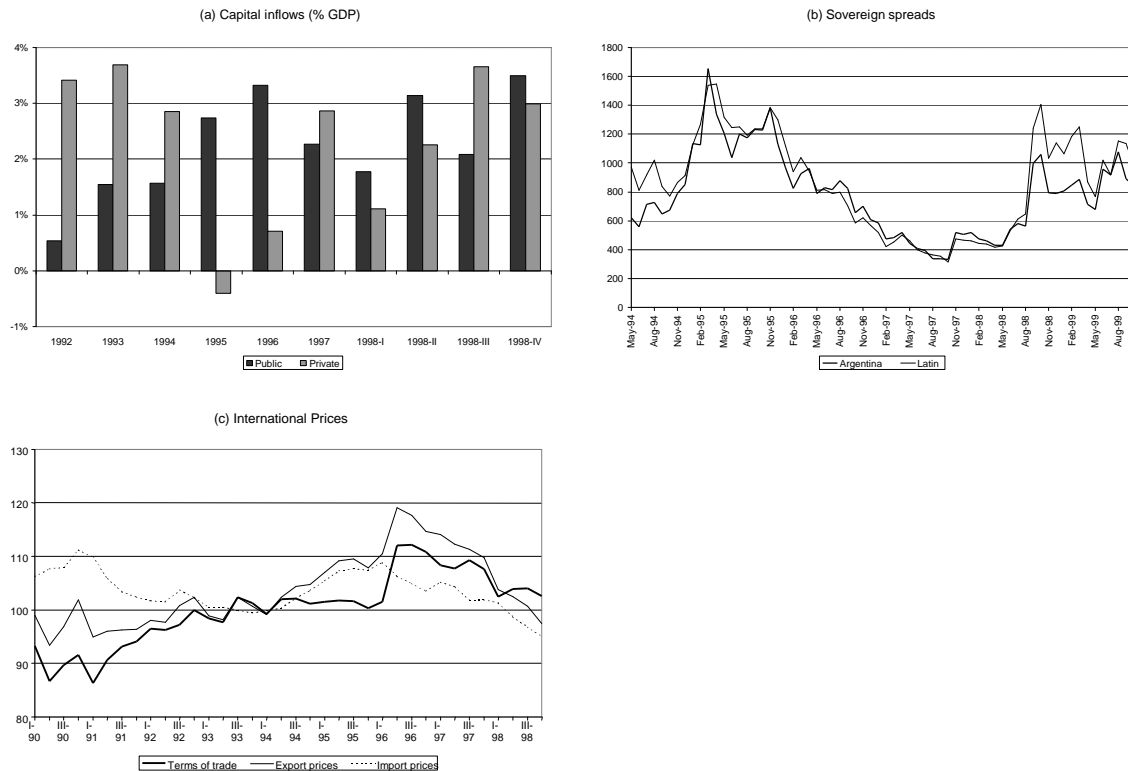 (a) Capital inflows (% GDP)
4%
3%
2%
1%
0%
-1%
1992 1993 1994 1995 1996 1997 1998-I 1998-II 1998-III 1998-IV
Public Private
(b) Sovereign spreads
1800
1600
1400
1200
1000
800
600
400
200
0
May-94 Aug-94 Nov-94 Feb-95 May-95 Aug-95 Nov-95 Feb-96 May-96 Aug-96 Nov-96 Feb-97 May-97 Aug-97 Nov-97 Feb-98 May-98 Aug-98 Nov-98 Feb-99 May-99 Aug-99
Argentina Latin
(c) International Prices
130
120
110
100
90
80
I- III- I- III- I- III- I- III- I- III- I- III- I- III- I- III- I- III-
90 90 91 91 92 92 93 93 94 94 95 95 96 96 97 97 98 98
Terms of trade Export prices Import prices